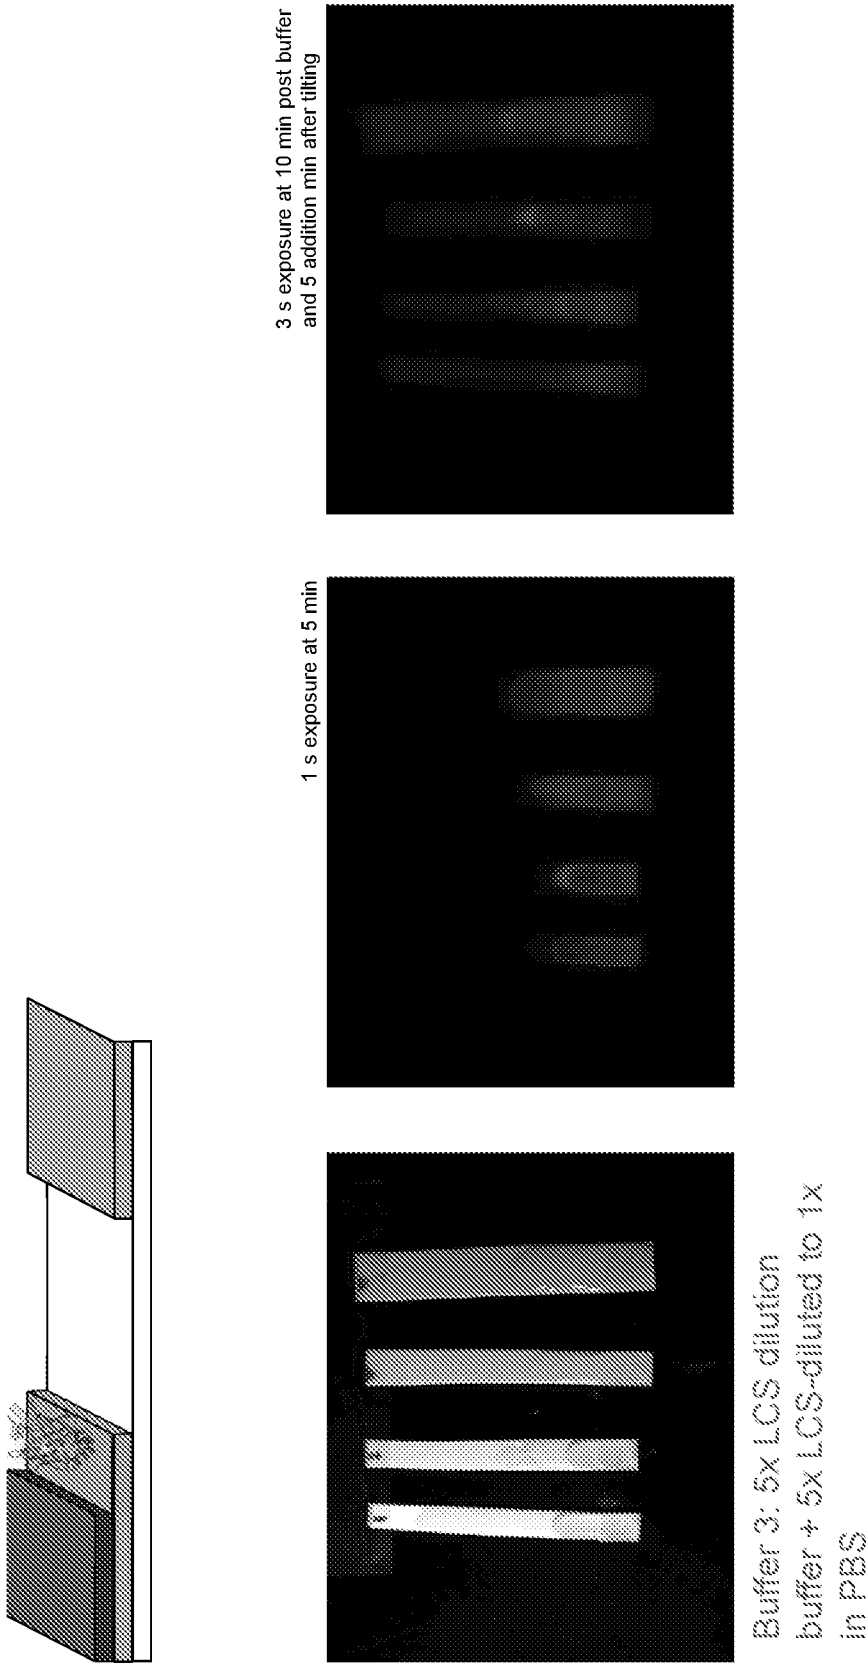 3 s exposure at 10 min post buffer
and 5 addition min after tilting
1 s exposure at 5 min
Buffer 3: 5x LCS dilution
buffer + 5x LCS-diluted to 1x
in PBS